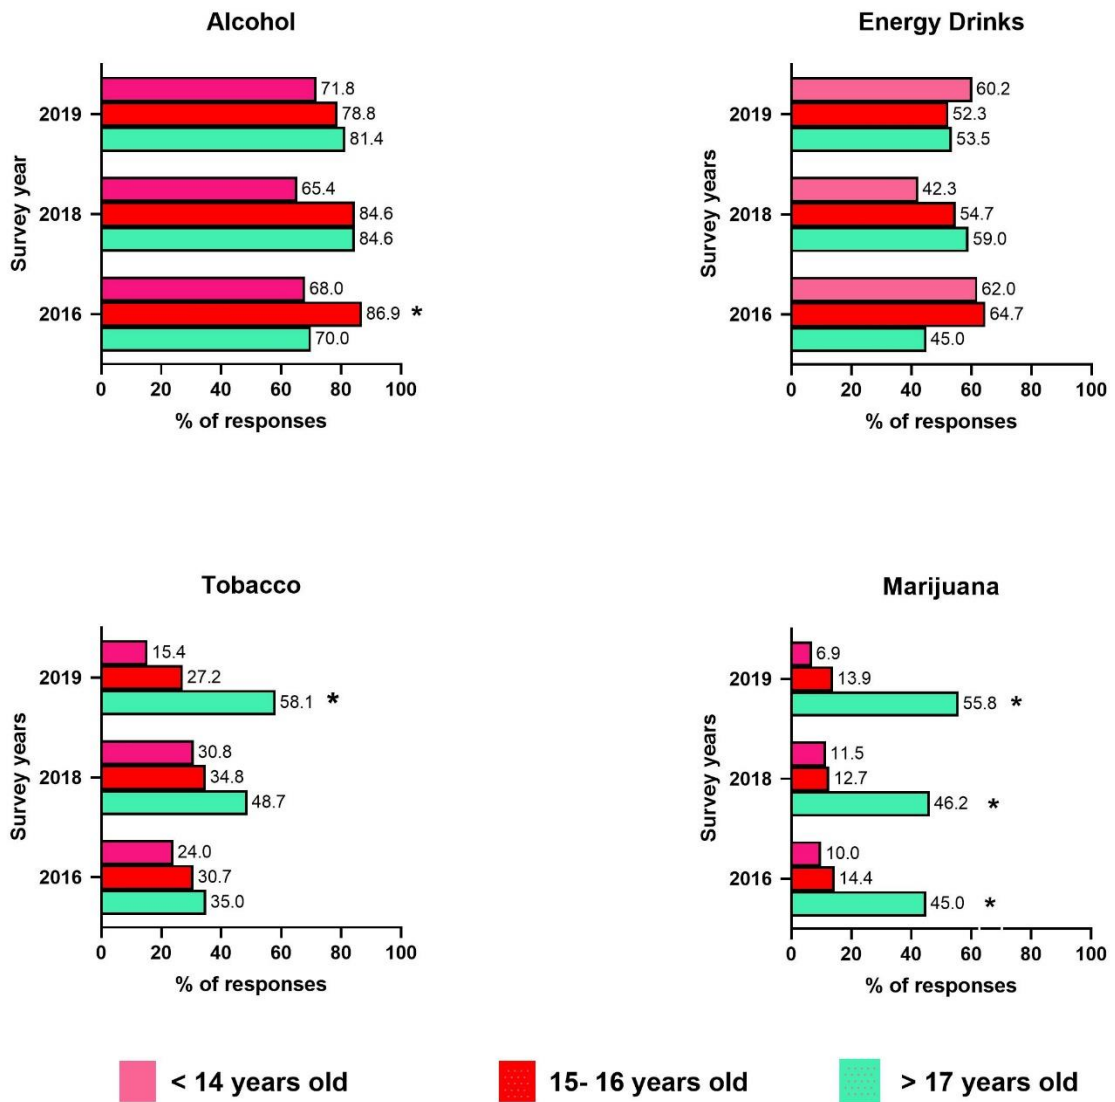 Alcohol
Survey year
2019
71.8
78.8
81.4
2018
65.4
84.6
84.6
2016
68.0
86.9 *
70.0
0 20 40 60 80 100
% of responses
Energy Drinks
Survey years
2019
60.2
52.3
53.5
2018
42.3
54.7
59.0
2016
62.0
64.7
45.0
0 20 40 60 80 100
% of responses
Tobacco
Survey years
2019
15.4
27.2
58.1 *
2018
30.8
34.8
48.7
2016
24.0
30.7
35.0
0 20 40 60 80 100
% of responses
Marijuana
Survey years
2019
6.9
13.9
55.8 *
2018
11.5
12.7
46.2 *
2016
10.0
14.4
45.0 *
0 20 40 60 80 100
% of responses
< 14 years old
15- 16 years old
> 17 years old